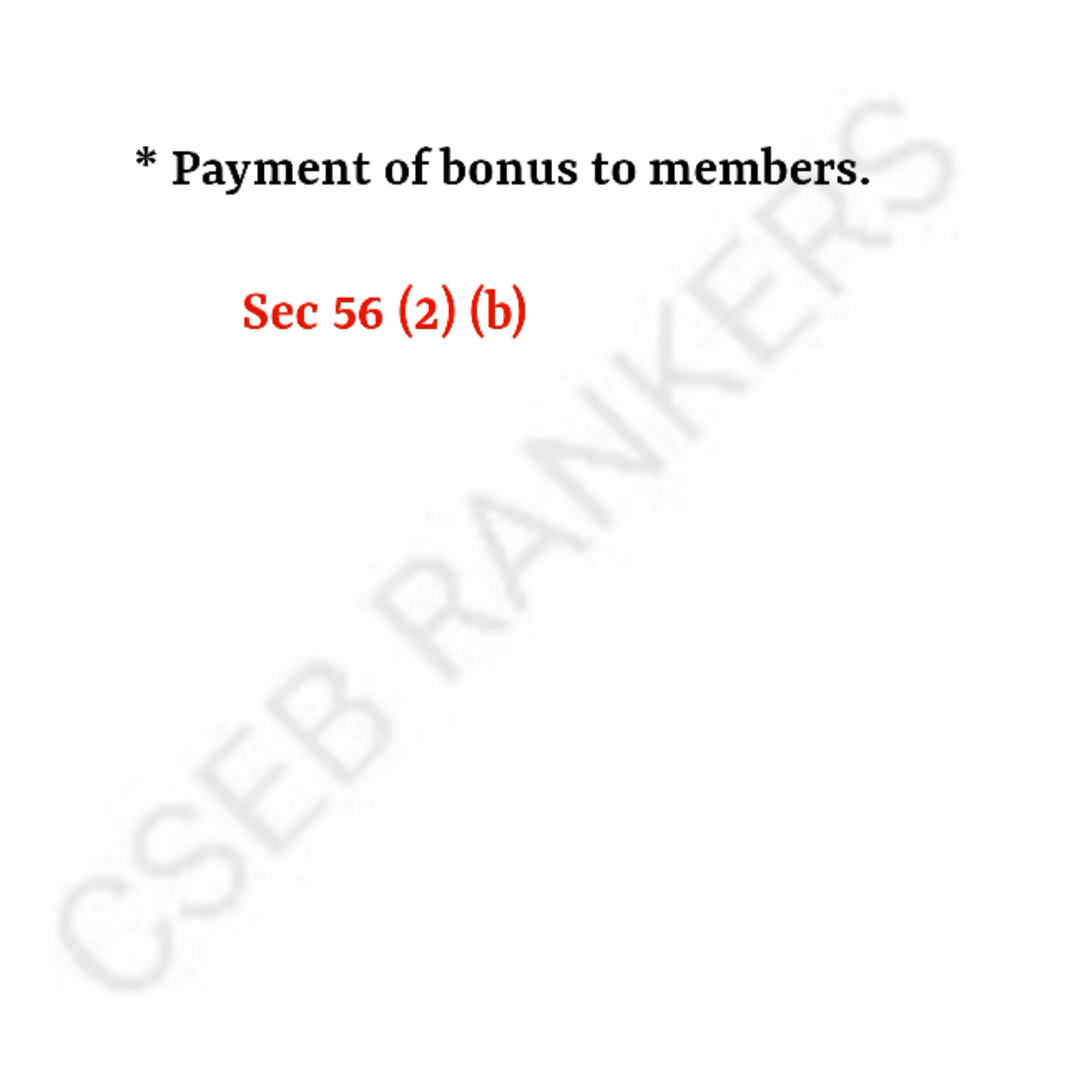 * Payment of bonus to members.
Sec 56 (2) (b)
CSEB RANKERS